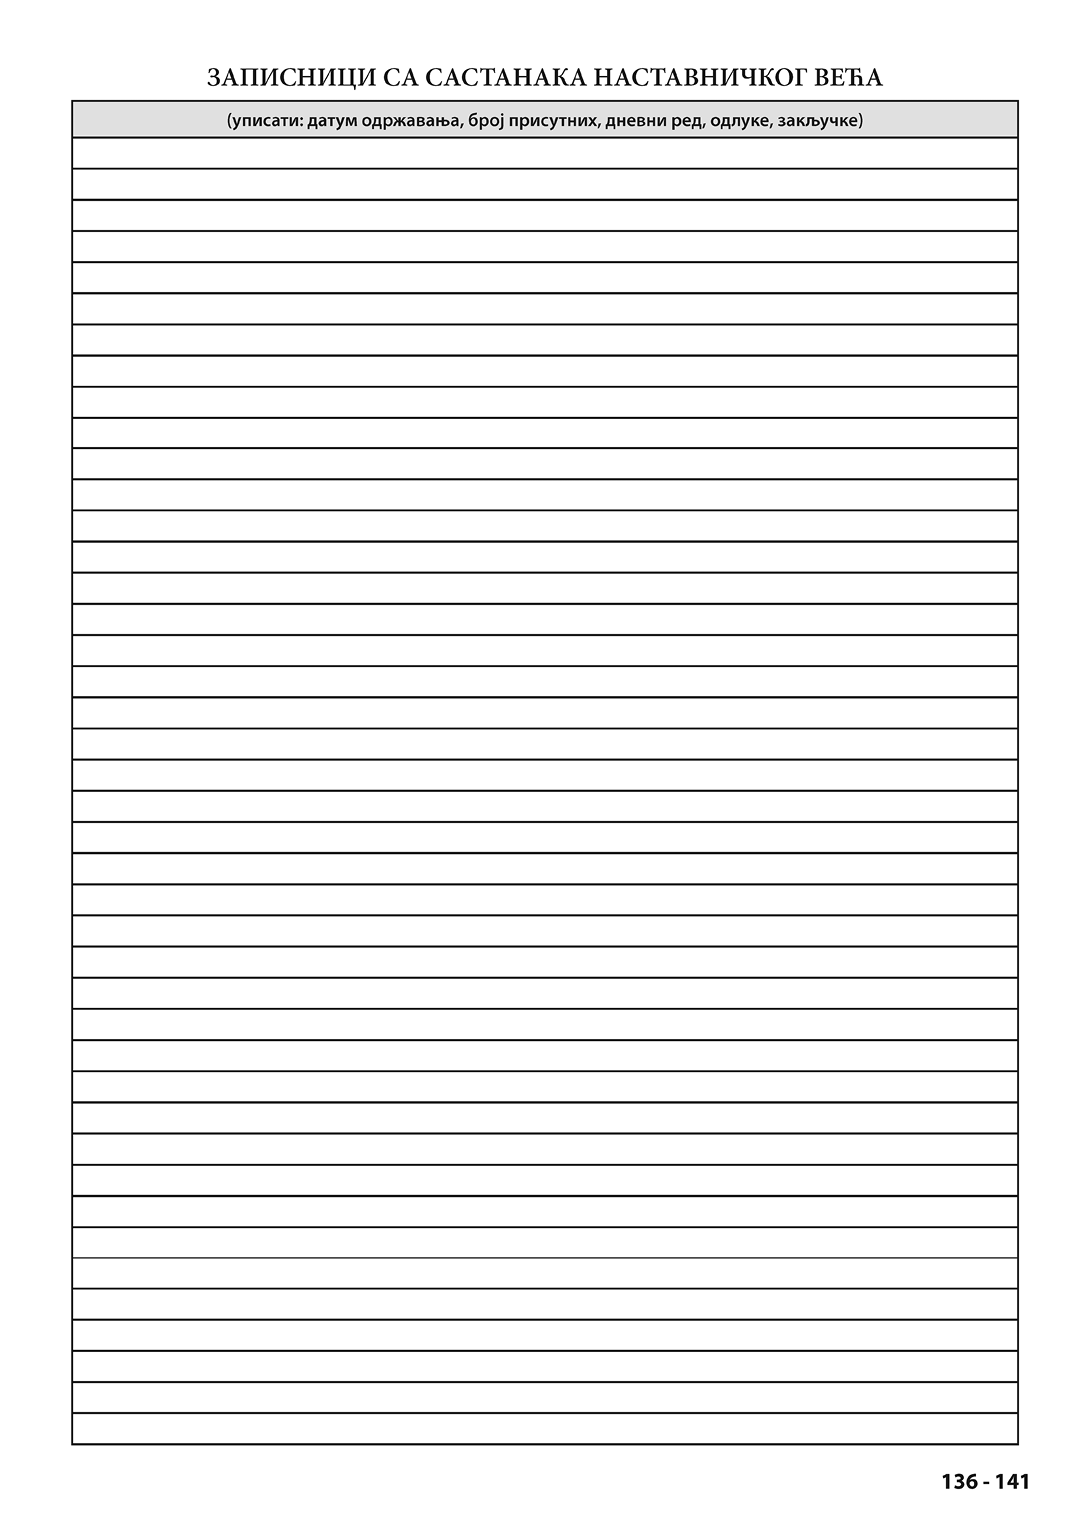 ЗАПИСНИЦИ СА САСТАНАКА НАСТАВНИЧКОГ ВЕЋА
(уписати: датум одржавања, број присутних, дневни ред, одлуке, закључке)
136 - 141